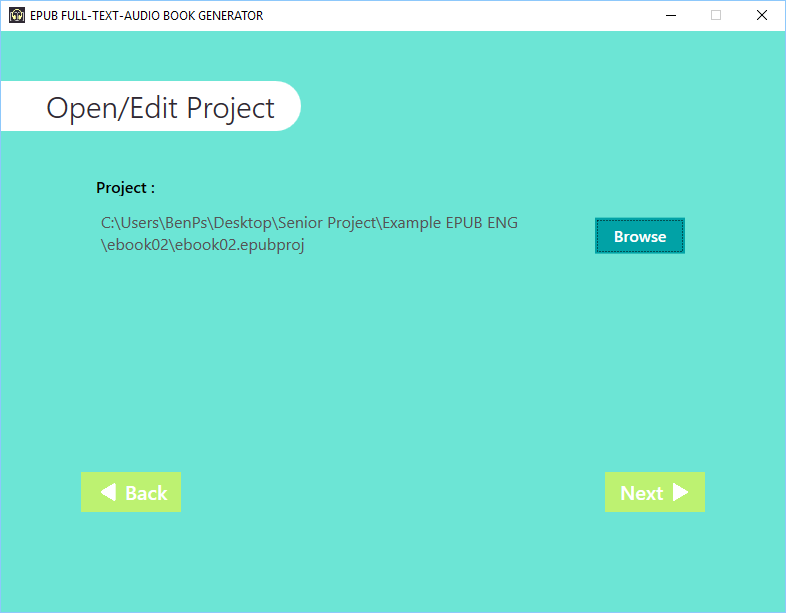 EPUB FULL-TEXT-AUDIO BOOK GENERATOR
Open/Edit Project
Project :
C:\Users\BenPs\Desktop\Senior Project\Example EPUB ENG
\ebook02\ebook02.epubproj
Browse
Back
Next